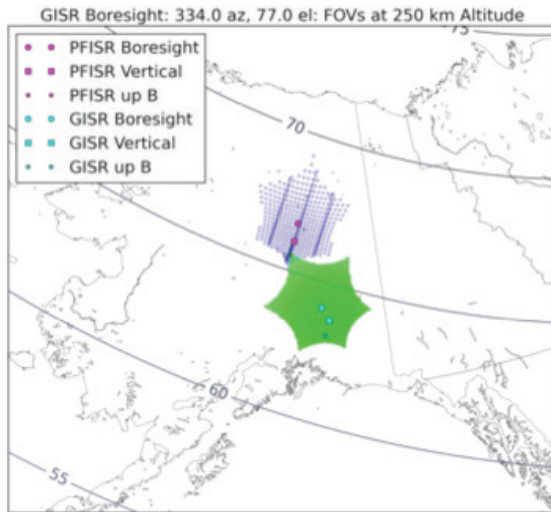 GISR Boresight: 334.0 az, 77.0 el: FOVs at 250 km Altitude
PFISR Boresight
PFISR Vertical
PFISR up B
GISR Boresight
GISR Vertical
GISR up B
75
70
60
55